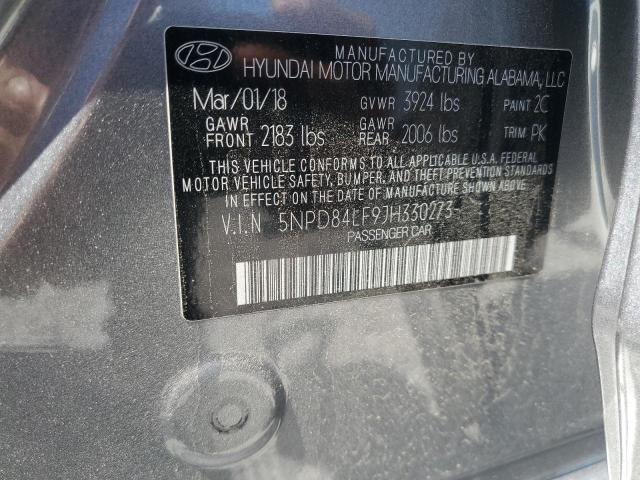 MANUFACTURED BY
HYUNDAI MOTOR MANUFACTURING ALABAMA, LLC
Mar/01/18 GVWR 3924 lbs PAINT 2C
GAWR FRONT 2183 lbs GAWR REAR 2006 lbs TRIM PK
THIS VEHICLE CONFORMS TO ALL APPLICABLE U.S.A. FEDERAL
MOTOR VEHICLE SAFETY, BUMPER, AND THEFT PREVENTION STANDARDS
IN EFFECT ON THE DATE OF MANUFACTURE SHOWN ABOVE.
V.I.N 5NPD84LF9JH330273
PASSENGER CAR